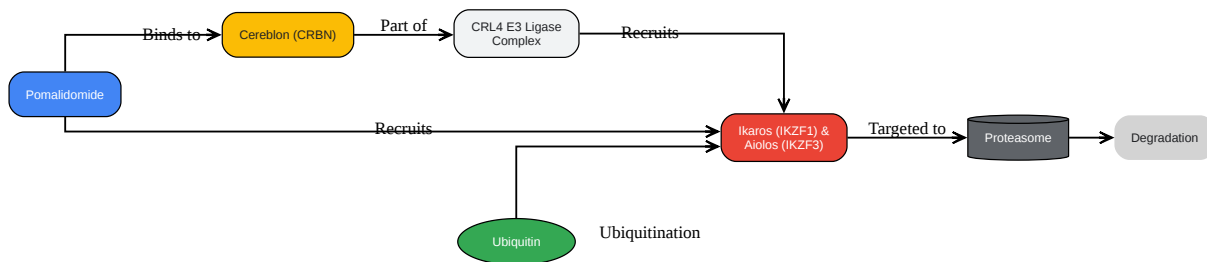 Binds to
Cerebron (CRBN)
Part of
CRL4 E3 Ligase
Complex
Recruits
Pomalidomide
Recruits
Ikaros (IKZF1) &
Aiolos (IKZF3)
Targeted to
Proteasome
Degradation
Ubiquitin
Ubiquitination